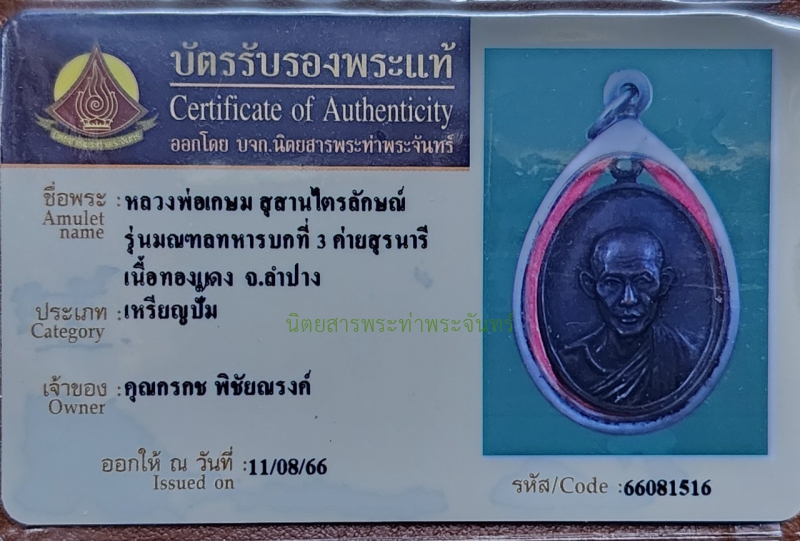 บัตรรับรองพระแท้
Certificate of Authenticity
ออกโดย บจก.นิตยสารพระท่าพระจันทร์
ชื่อพระ : หลวงพ่อเกษม สุสานไตรลักษณ์
Amulet name
รุ่นมณฑลทหารบกที่ 3 ค่ายสุรนารี
เนื้อทองแดง จ.ลำปาง
ประเภท : เหรียญปั๊ม
Category
นิตยสารพระท่าพระจันทร์
เจ้าของ : คุณกรกช พิชัยณรงค์
Owner
ออกให้ ณ วันที่ :11/08/66
Issued on
รหัส/Code :66081516